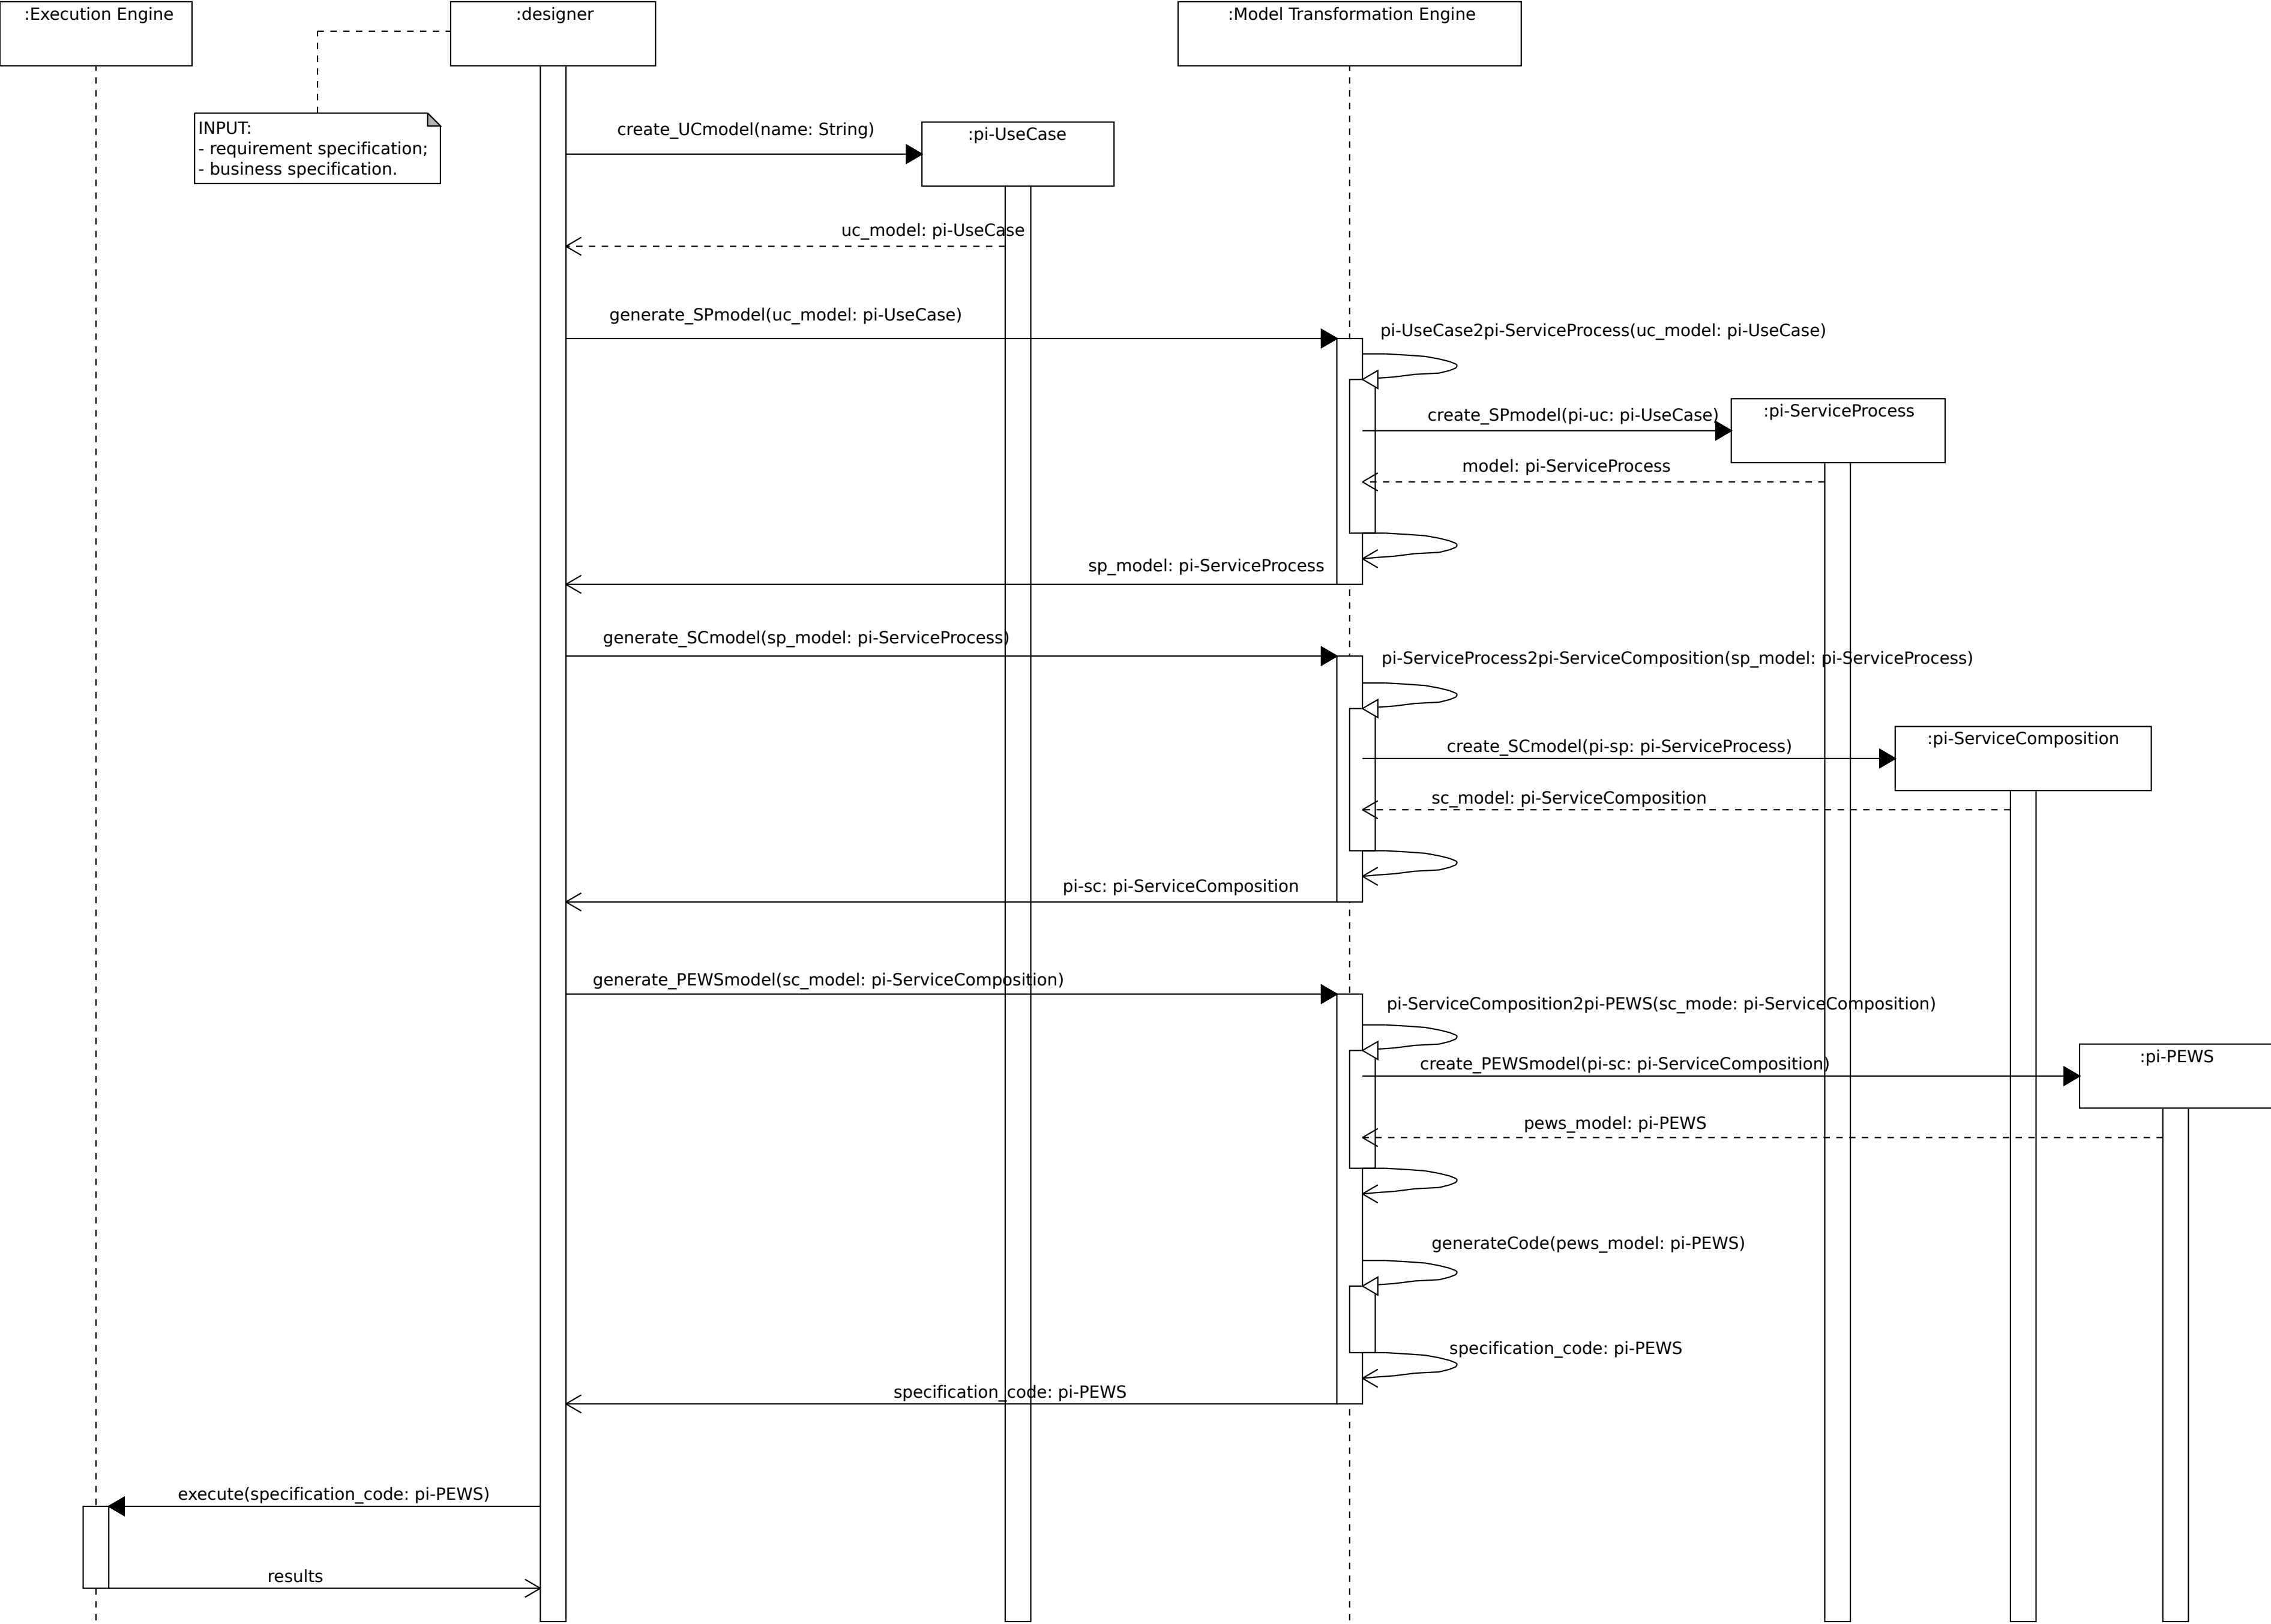 :Execution Engine
:designer
:Model Transformation Engine
INPUT:
- requirement specification;
- business specification.
create_UCmodel(name: String)
:pi-UseCase
uc_model: pi-UseCase
generate_SPmodel(uc_model: pi-UseCase)
pi-UseCase2pi-ServiceProcess(uc_model: pi-UseCase)
create_SPmodel(pi-uc: pi-UseCase)
:pi-ServiceProcess
model: pi-ServiceProcess
sp_model: pi-ServiceProcess
generate_SCmodel(sp_model: pi-ServiceProcess)
pi-ServiceProcess2pi-ServiceComposition(sp_model: pi-ServiceProcess)
create_SCmodel(pi-sp: pi-ServiceProcess)
:pi-ServiceComposition
sc_model: pi-ServiceComposition
pi-sc: pi-ServiceComposition
generate_PEWSmodel(sc_model: pi-ServiceComposition)
pi-ServiceComposition2pi-PEWS(sc_mode: pi-ServiceComposition)
create_PEWSmodel(pi-sc: pi-ServiceComposition)
:pi-PEWS
pews_model: pi-PEWS
generateCode(pews_model: pi-PEWS)
specification_code: pi-PEWS
specification_code: pi-PEWS
execute(specification_code: pi-PEWS)
results